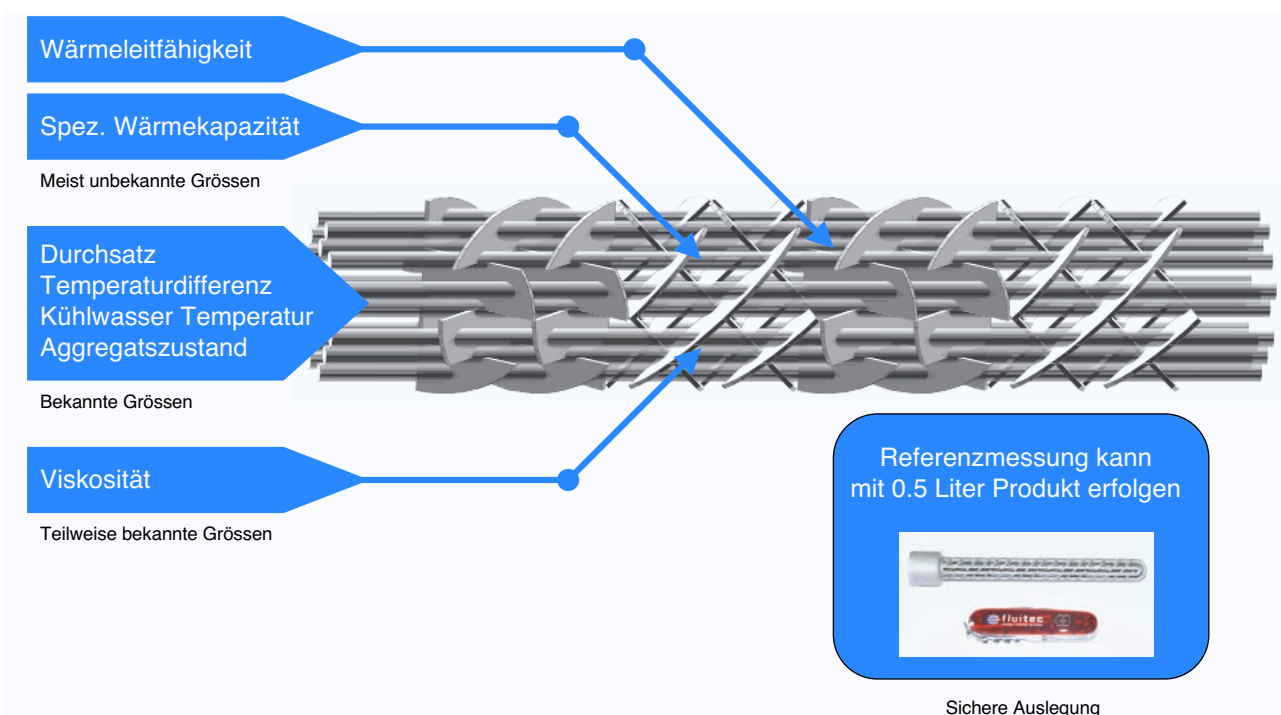 Wärmeleitfähigkeit
Spez. Wärmekapazität
Meist unbekannte Grössen
Durchsatz
Temperaturdifferenz
Kühlwasser Temperatur
Aggregatszustand
Bekannte Grössen
Viskosität
Teilweise bekannte Grössen
Referenzmessung kann
mit 0.5 Liter Produkt erfolgen
fluitec
Sichere Auslegung